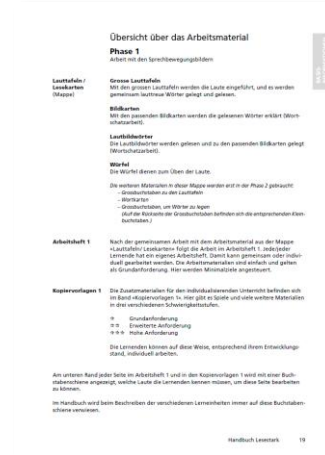 Übersicht über das Arbeitsmaterial
Phase 1
Arbeit mit den Sprechbewegungsbildern
Lauttafeln /
Lesekarten
(Mappe)
Grosse Lauttafeln
Mit den grossen Lauttafeln werden die Laute eingeführt, und es werden
gemeinsam lauttreue Wörter gelegt und gelesen.
Bildkarten
Mit den passenden Bildkarten werden die gelesenen Wörter erklärt (Wort-
schatzarbeit).
Lautbildwörter
Die Lautbildwörter werden gelesen und zu den passenden Bildkarten gelegt
(Wortschatzarbeit).
Würfel
Die Würfel dienen zum Üben der Laute.
Die weiteren Materialien in dieser Mappe werden erst in der Phase 2 gebraucht:
– Grossbuchstaben zu den Lauttafeln
– Wortkarten
– Grossbuchstaben, um Wörter zu legen
(Auf der Rückseite der Grossbuchstaben befinden sich die entsprechenden Klein-
buchstaben.)
Arbeitsheft 1
Nach der gemeinsamen Arbeit mit dem Arbeitsmaterial aus der Mappe
«Lauttafeln/ Lesekarten» folgt die Arbeit im Arbeitsheft 1. Jede/jeder
Lernende hat ein eigenes Arbeitsheft. Damit kann gemeinsam oder indivi-
duell gearbeitet werden. Die Arbeitsmaterialien sind einfach und gelten
als Grundanforderung. Hier werden Minimalziele angesteuert.
Kopiervorlagen 1
Die Zusatzmaterialien für den individualisierenden Unterricht befinden sich
im Band «Kopiervorlagen 1». Hier gibt es Spiele und viele weitere Materialien
in drei verschiedenen Schwierigkeitsstufen.
☆ Grundanforderung
☆☆ Erweiterte Anforderung
☆☆☆ Hohe Anforderung
Die Lernenden können auf diese Weise, entsprechend ihrem Entwicklungs-
stand, individuell arbeiten.
Am unteren Rand jeder Seite im Arbeitsheft 1 und in den Kopiervorlagen 1 wird mit einer Buch-
stabenschiene angezeigt, welche Laute die Lernenden kennen müssen, um diese Seite bearbeiten
zu können.
Im Handbuch wird beim Beschreiben der verschiedenen Lerneinheiten immer auf diese Buchstaben-
schiene verwiesen.
Handbuch Lesestark 19